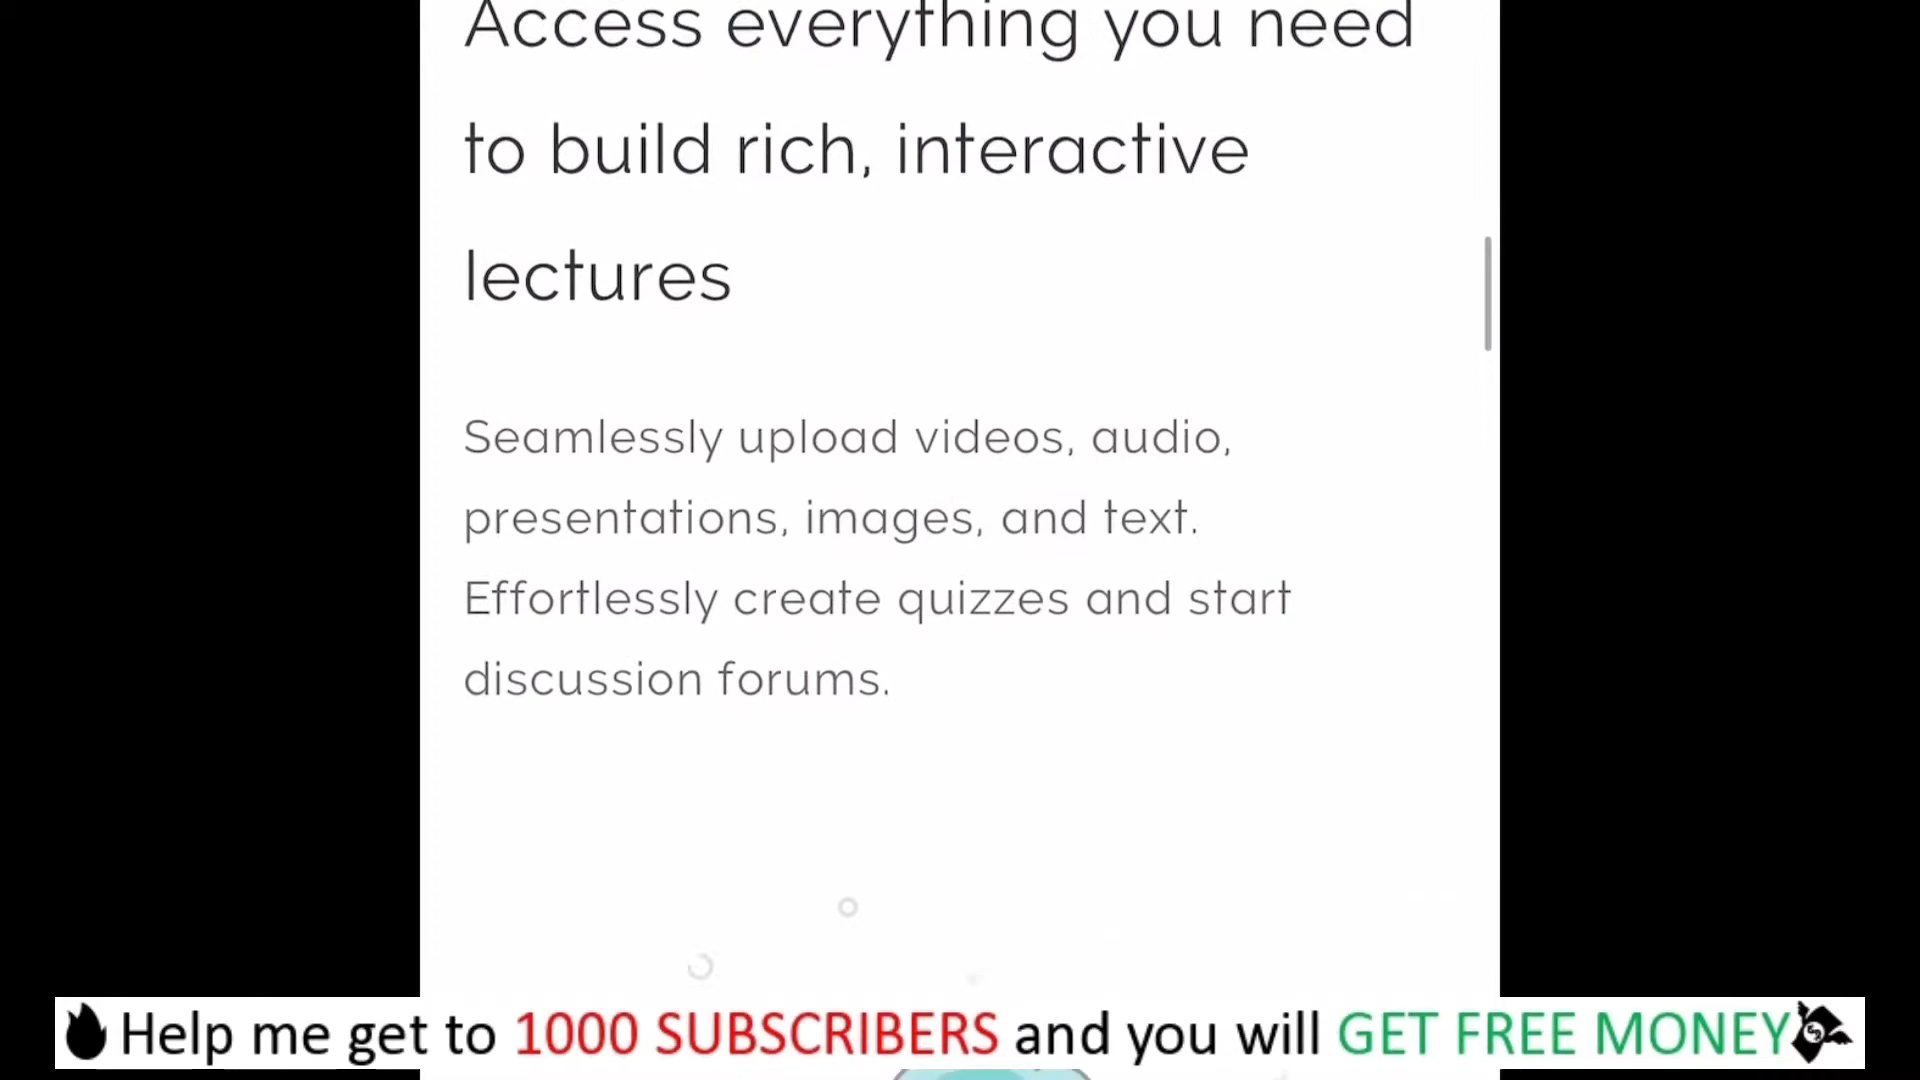 Access everything you need
to build rich, interactive
lectures
Seamlessly upload videos, audio,
presentations, images, and text.
Effortlessly create quizzes and start
discussion forums.
Help me get to 1000 SUBSCRIBERS and you will GET FREE MONEY